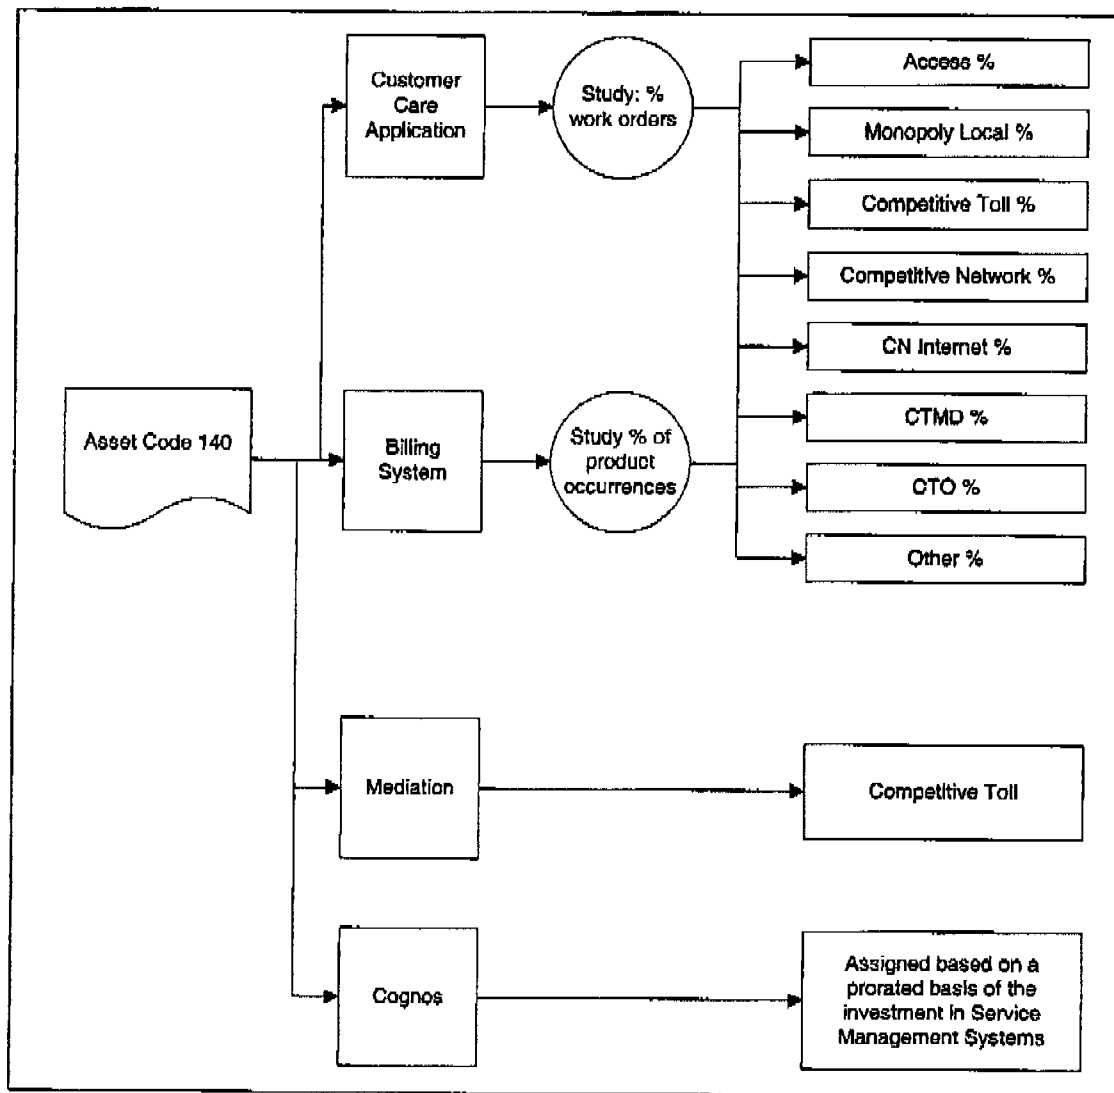 Customer
Care
Application
Study: %
work orders
Access %
Monopoly Local %
Competitive Toll %
Competitive Network %
CN Internet %
CTMD %
CTO %
Other %
Asset Code 140
Billing
System
Study % of
product
occurrences
Mediation
Competitive Toll
Cognos
Assigned based on a
prorated basis of the
investment in Service
Management Systems